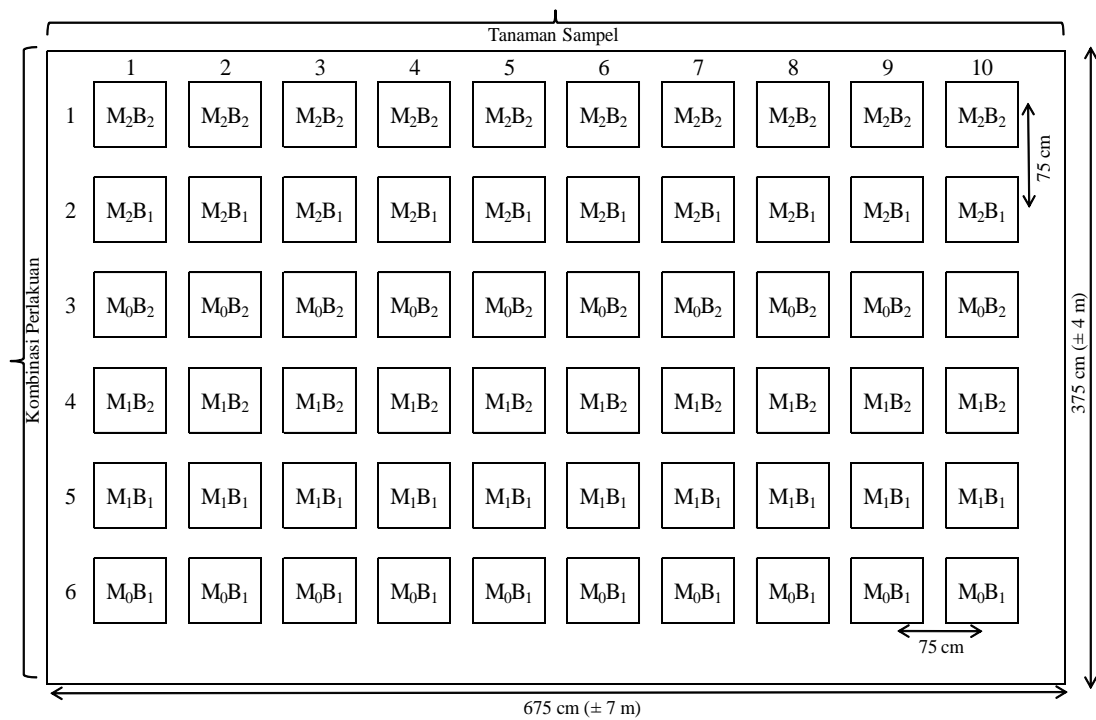 Tanaman Sampel
1 2 3 4 5 6 7 8 9 10
1 M₂B₂ M₂B₂ M₂B₂ M₂B₂ M₂B₂ M₂B₂ M₂B₂ M₂B₂ M₂B₂ M₂B₂
75 cm
2 M₂B₁ M₂B₁ M₂B₁ M₂B₁ M₂B₁ M₂B₁ M₂B₁ M₂B₁ M₂B₁ M₂B₁
3 M₀B₂ M₀B₂ M₀B₂ M₀B₂ M₀B₂ M₀B₂ M₀B₂ M₀B₂ M₀B₂ M₀B₂
Kombinasi Perlakuan
375 cm (± 4 m)
4 M₁B₂ M₁B₂ M₁B₂ M₁B₂ M₁B₂ M₁B₂ M₁B₂ M₁B₂ M₁B₂ M₁B₂
5 M₁B₁ M₁B₁ M₁B₁ M₁B₁ M₁B₁ M₁B₁ M₁B₁ M₁B₁ M₁B₁ M₁B₁
6 M₀B₁ M₀B₁ M₀B₁ M₀B₁ M₀B₁ M₀B₁ M₀B₁ M₀B₁ M₀B₁ M₀B₁
75 cm
675 cm (± 7 m)